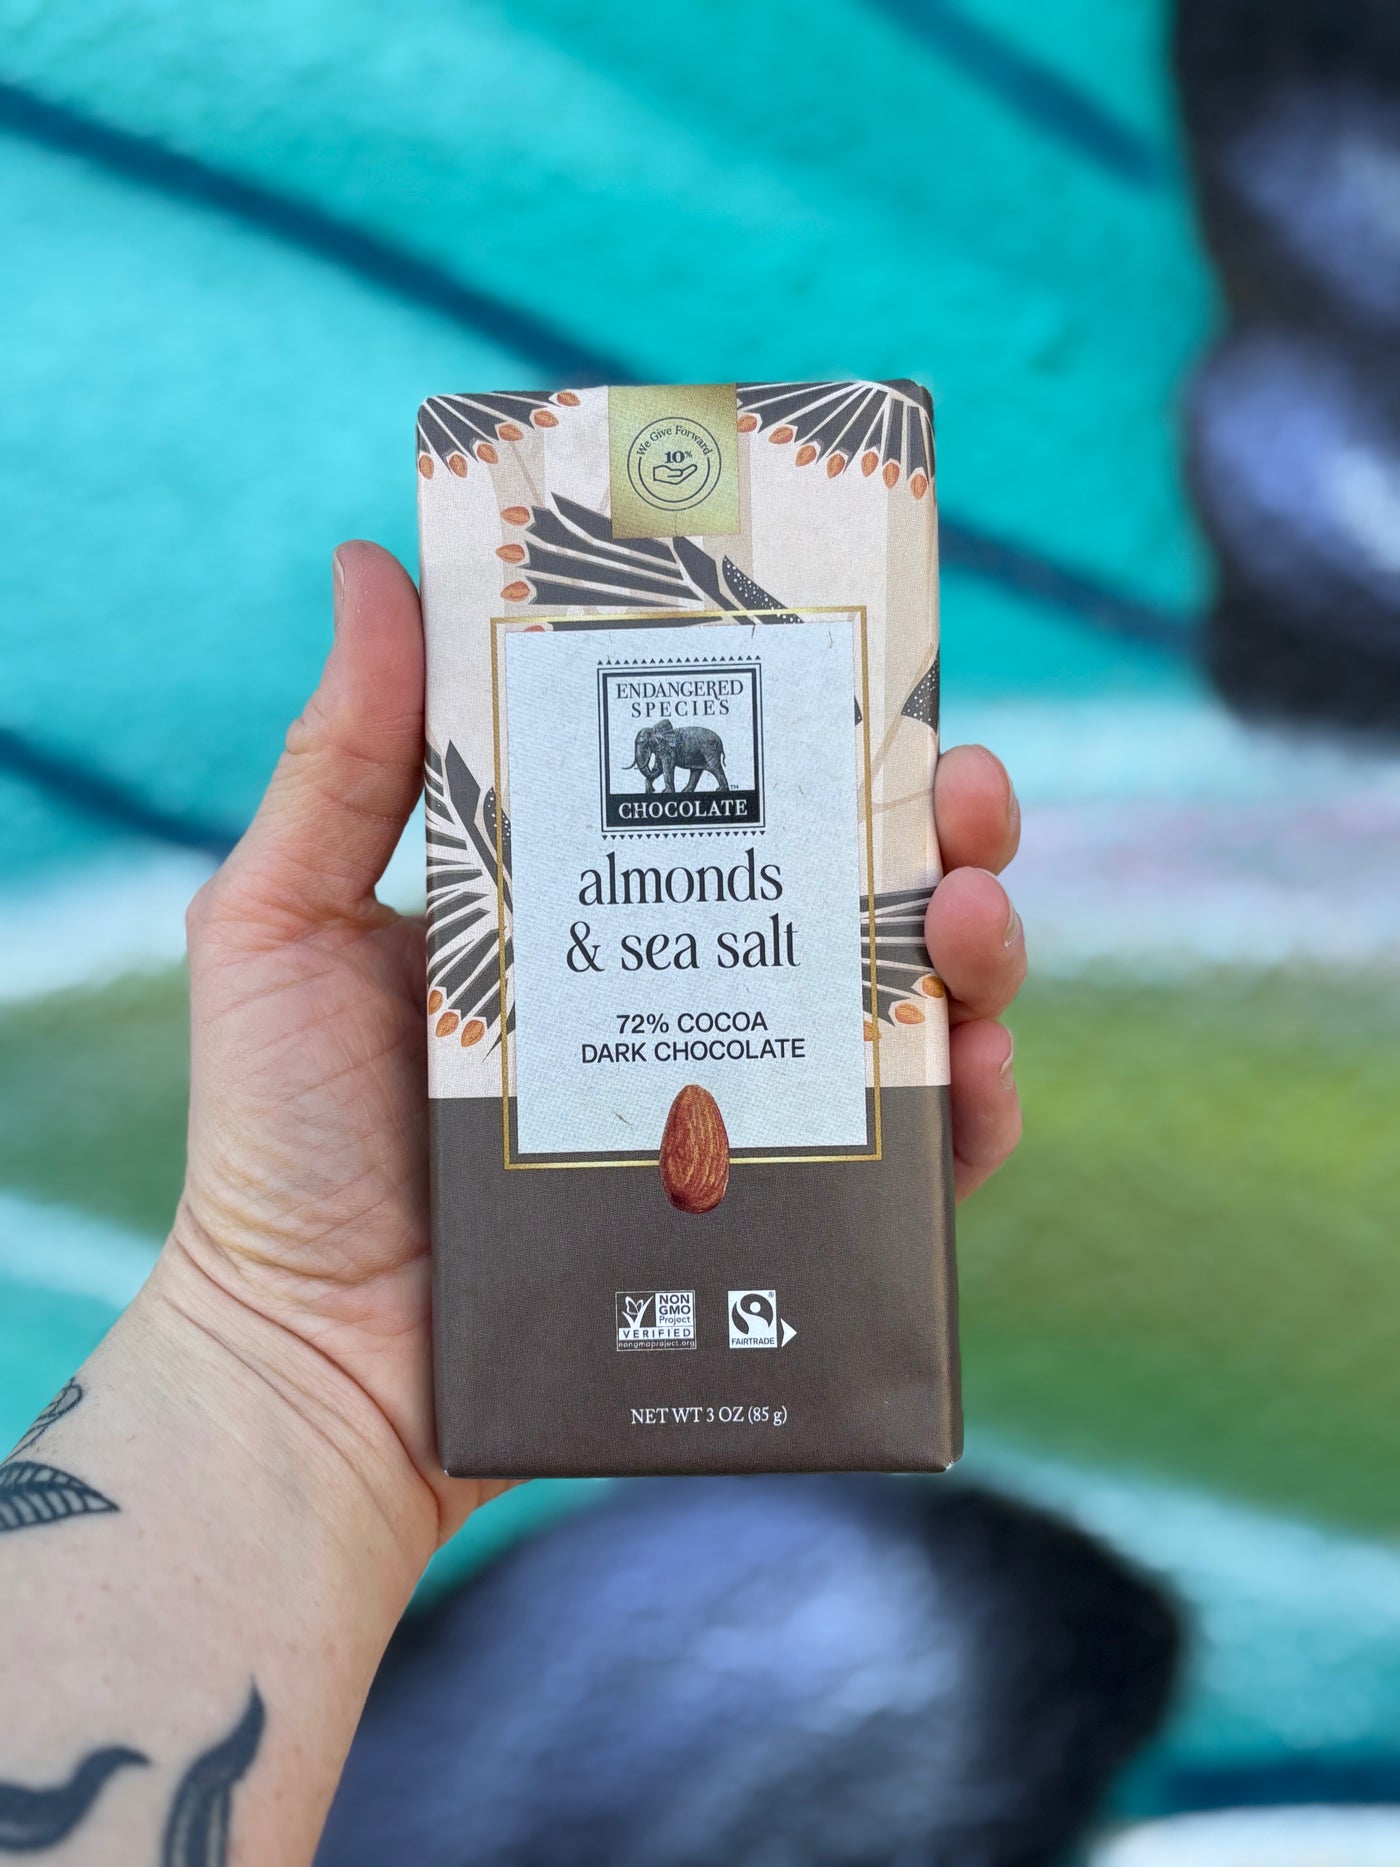 We Give Forward
10%
ENDANGERED
SPECIES
TM
CHOCOLATE
almonds
& sea salt
72% COCOA
DARK CHOCOLATE
NON
GMO
Project
VERIFIED
nongmoproject.org
®
FAIRTRADE
NET WT 3 OZ (85 g)